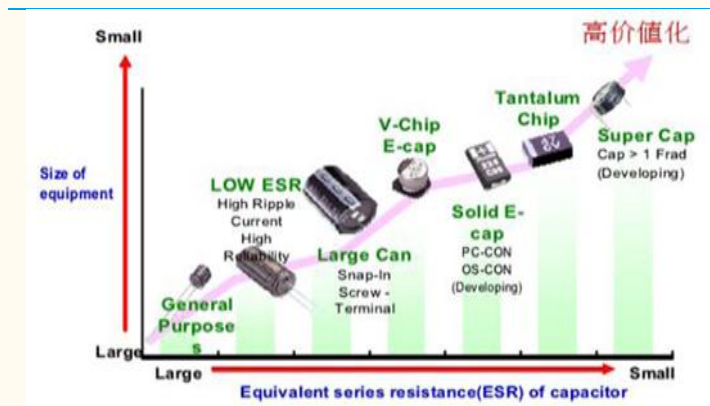 Small
高价値化
Tantalum
Chip
V-Chip
E-cap
Super Cap
Cap > 1 Frad
(Developing)
Size of
equipment
LOW ESR
High Ripple
Current
High
Reliability
Solid E-
cap
PC-CON
OS-CON
(Developing)
Large Can
Snap-In
Screw -
Terminal
General
Purpose
s
Large
Large
Small
Equivalent series resistance(ESR) of capacitor